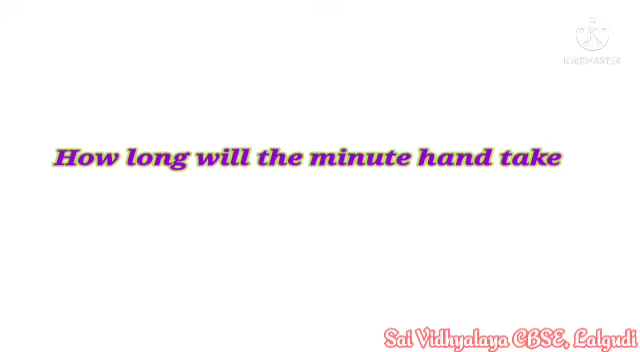 KINEMASTER
How long will the minute hand take
Sai Vidhyalaya CBSE, Lalgudi